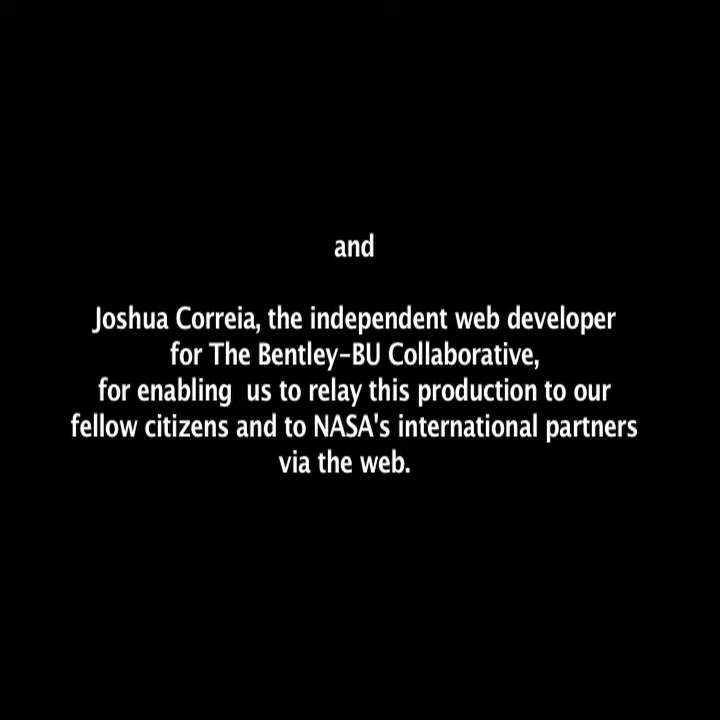 and
Joshua Correia, the independent web developer
for The Bentley-BU Collaborative,
for enabling  us to relay this production to our
fellow citizens and to NASA's international partners
via the web.